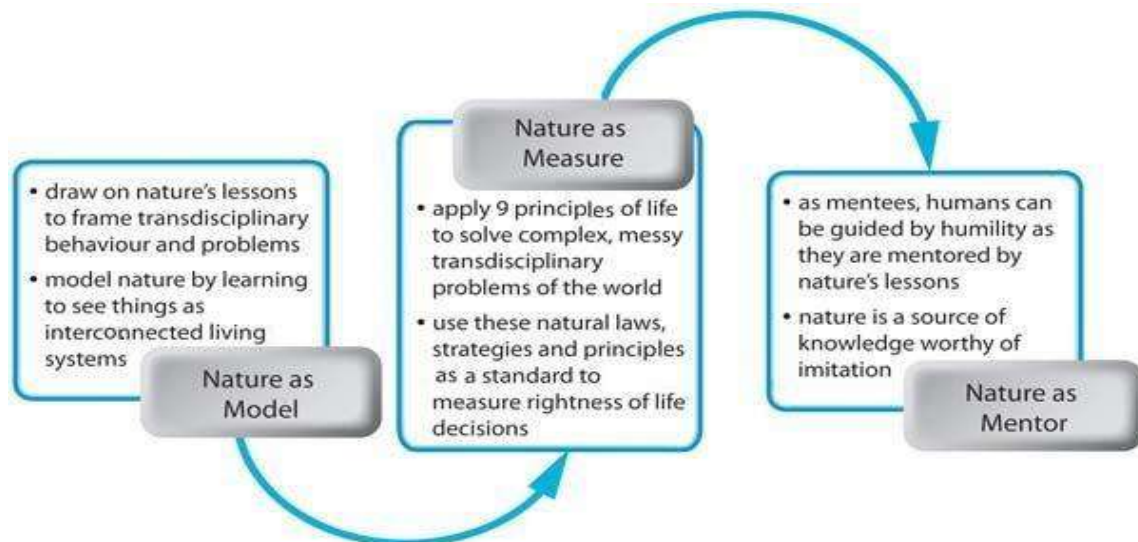 • draw on nature's lessons
to frame transdisciplinary
behaviour and problems
• model nature by learning
to see things as
interconnected living
systems
Nature as
Model
Nature as
Measure
• apply 9 principles of life
to solve complex, messy
transdisciplinary
problems of the world
• use these natural laws,
strategies and principles
as a standard to
measure rightness of life
decisions
• as mentees, humans can
be guided by humility as
they are mentored by
nature's lessons
• nature is a source of
knowledge worthy of
imitation
Nature as
Mentor